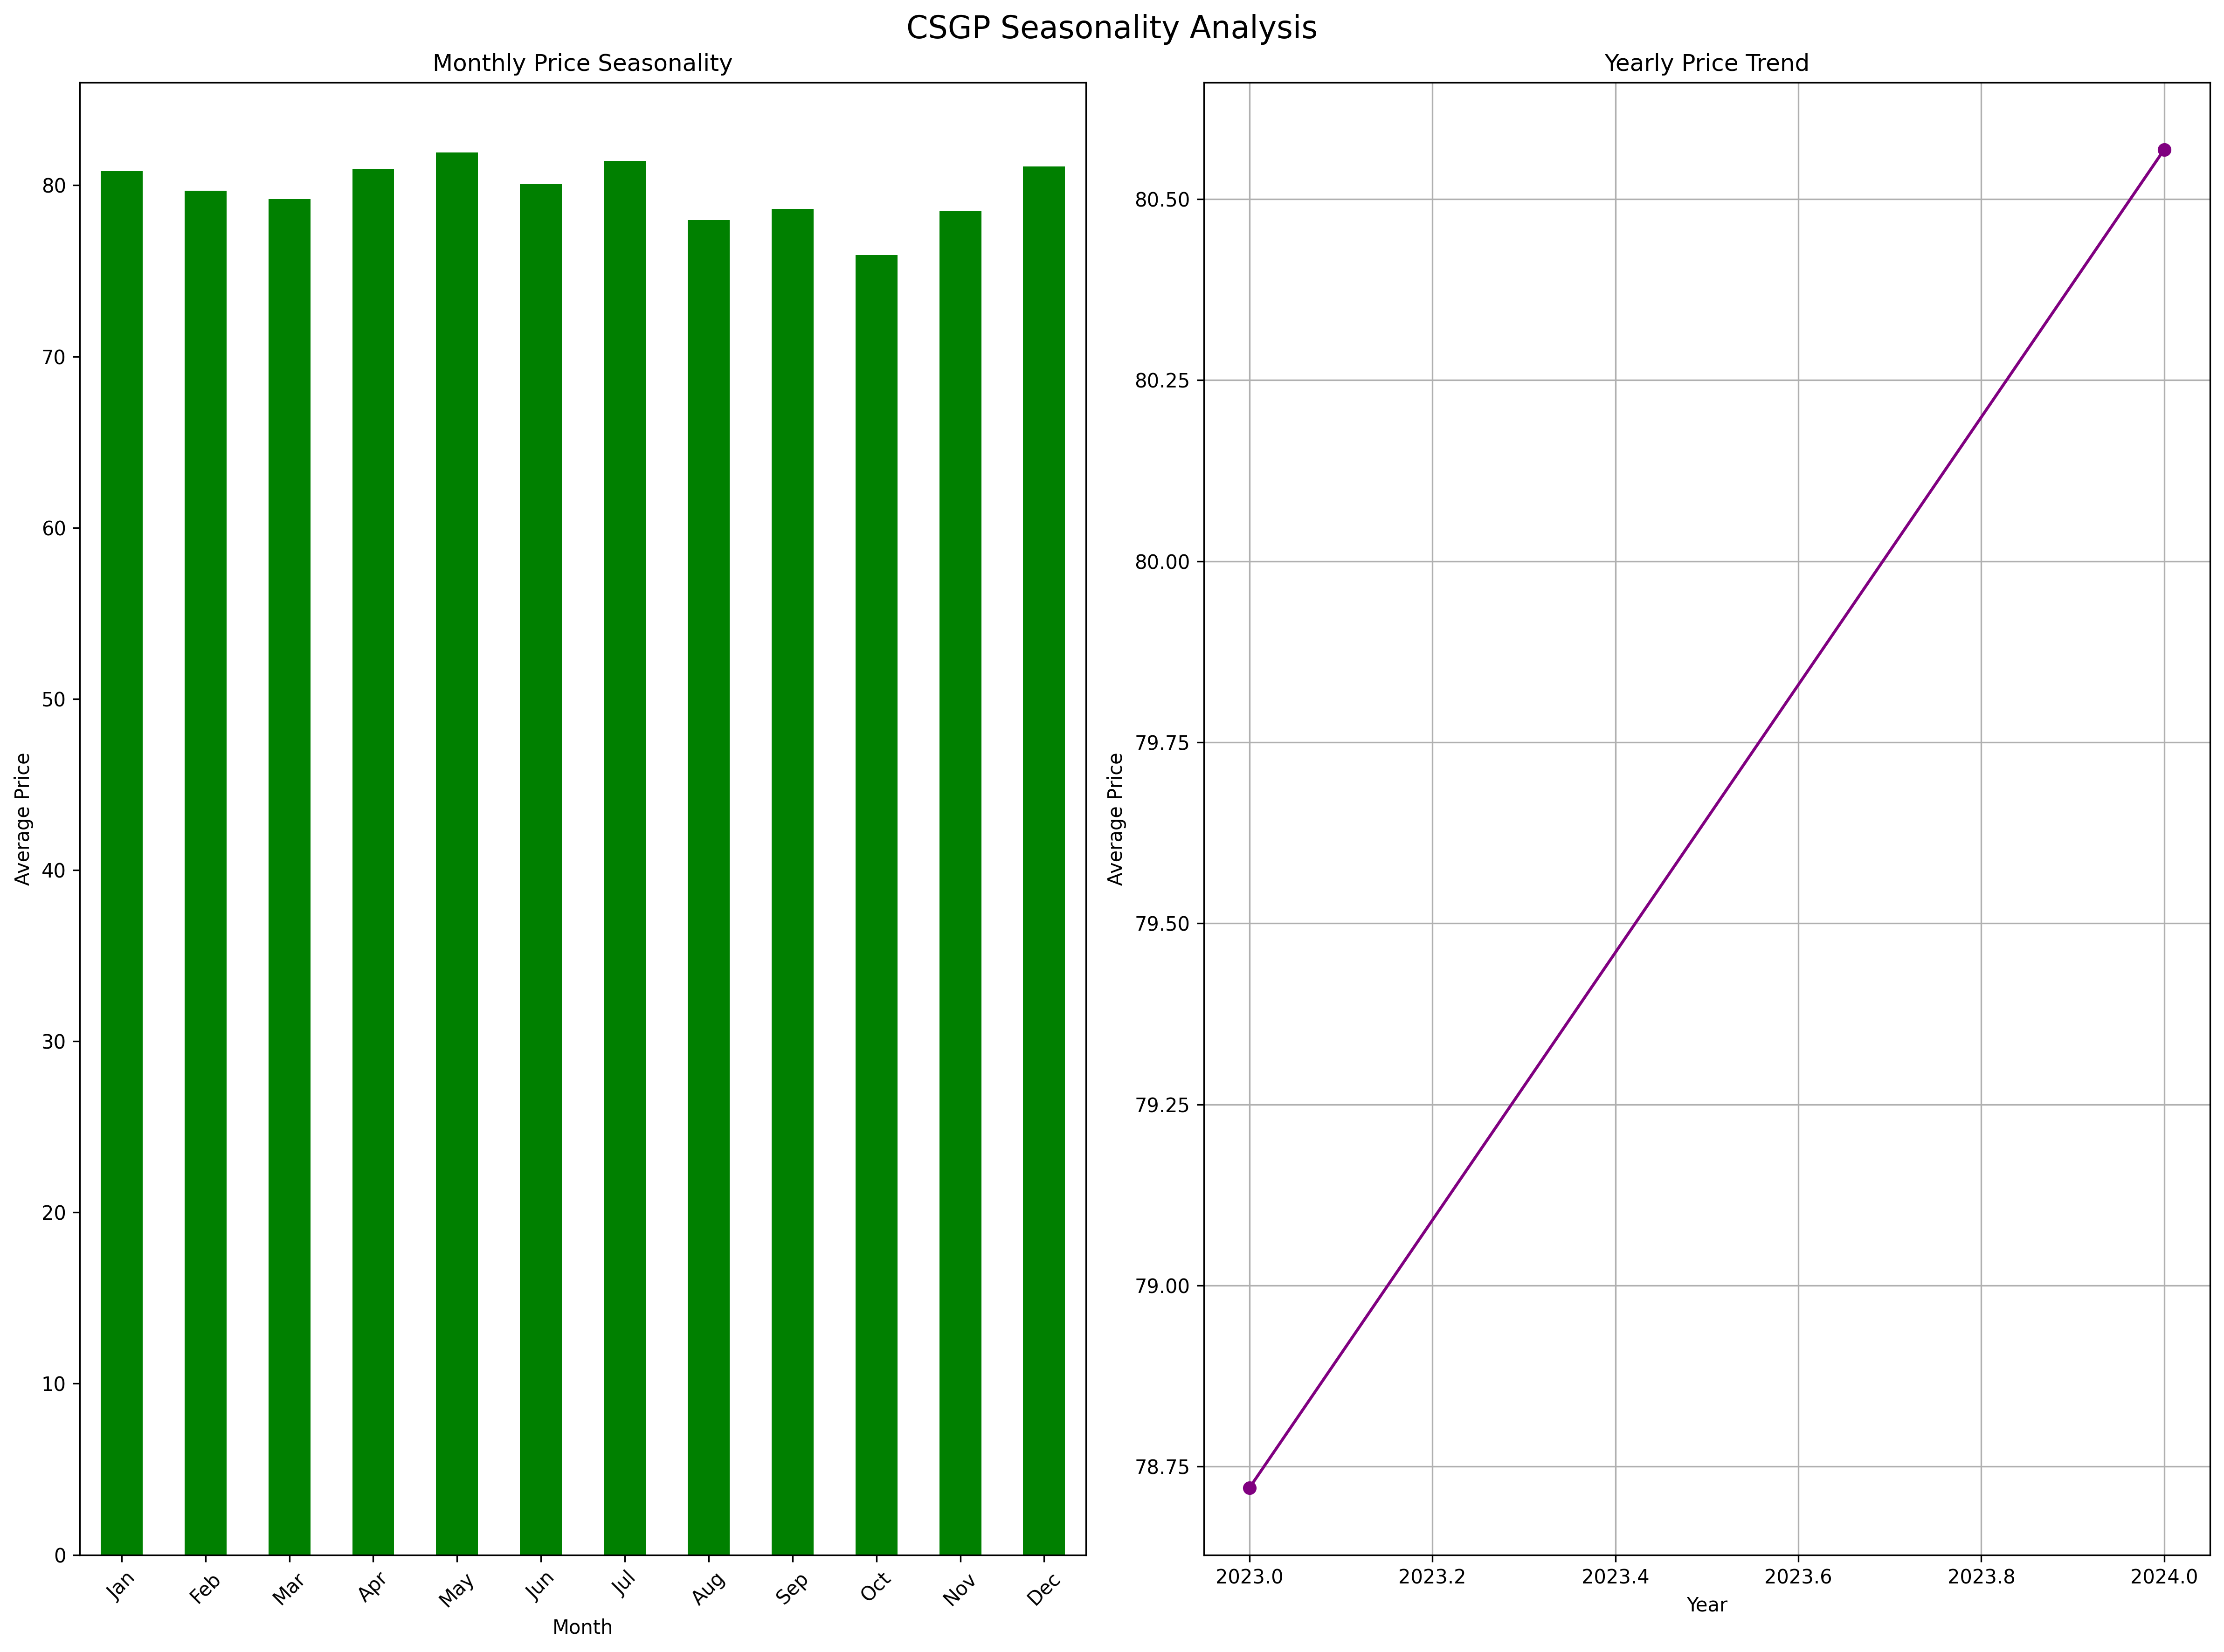 CSGP Seasonality Analysis
Monthly Price Seasonality
Average Price
80
70
60
50
40
30
20
10
0
Jan Feb Mar Apr May Jun Jul Aug Sep Oct Nov Dec
Month
Yearly Price Trend
Average Price
80.50
80.25
80.00
79.75
79.50
79.25
79.00
78.75
2023.0 2023.2 2023.4 2023.6 2023.8 2024.0
Year